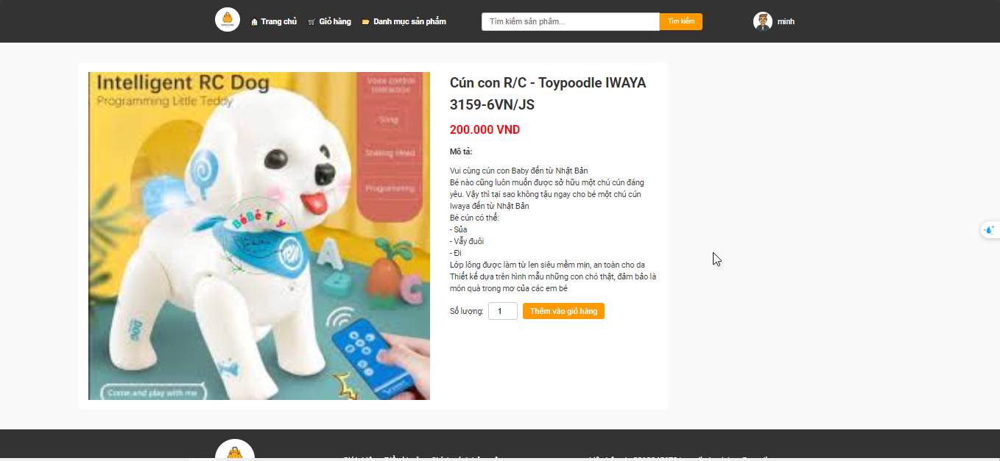 Trang chủ
Giỏ hàng
Danh mục sản phẩm
Tìm kiếm sản phẩm...
Tìm kiếm
minh
Intelligent RC Dog
Programming Little Teddy
Voice control
Interaction
Song
Shaking Head
Programming
BéBé Toy
DOG
Come and play with me
Cún con R/C - Toypoodle IWAYA
3159-6VN/JS
200.000 VND
Mô tả:
Vui cùng cún con Baby đến từ Nhật Bản
Bé nào cũng luôn muốn được sở hữu một chú cún đáng
yêu. Vậy thì tại sao không tậu ngay cho bé một chú cún
Iwaya đến từ Nhật Bản
Bé cún có thể:
- Sủa
- Vẫy đuôi
- Đi
Lớp lông được làm từ len siêu mềm mịn, an toàn cho da
Thiết kế dựa trên hình mẫu những con chó thật, đảm bảo là
món quà trong mơ của các em bé
Số lượng:
1
Thêm vào giỏ hàng